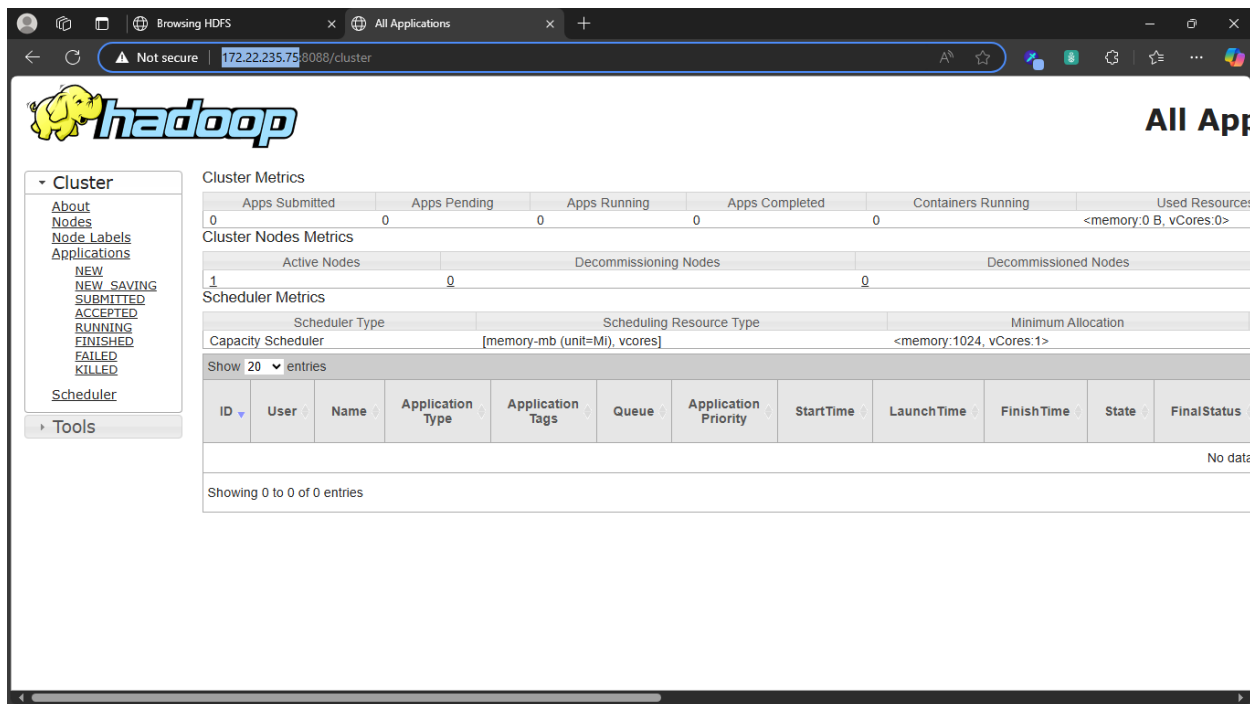 Browsing HDFS
All Applications
Not secure
172.22.235.75:8088/cluster
hadoop
All App
Cluster
About
Nodes
Node Labels
Applications
NEW
NEW_SAVING
SUBMITTED
ACCEPTED
RUNNING
FINISHED
FAILED
KILLED
Scheduler
Tools
Cluster Metrics
Apps Submitted Apps Pending Apps Running Apps Completed Containers Running Used Resources
0 0 0 0 0 <memory:0 B, vCores:0>
Cluster Nodes Metrics
Active Nodes Decommissioning Nodes Decommissioned Nodes
1 0 0
Scheduler Metrics
Scheduler Type Scheduling Resource Type Minimum Allocation
Capacity Scheduler [memory-mb (unit=Mi), vcores] <memory:1024, vCores:1>
Show 20 entries
ID User Name Application Type Application Tags Queue Application Priority StartTime LaunchTime FinishTime State FinalStatus
No data
Showing 0 to 0 of 0 entries